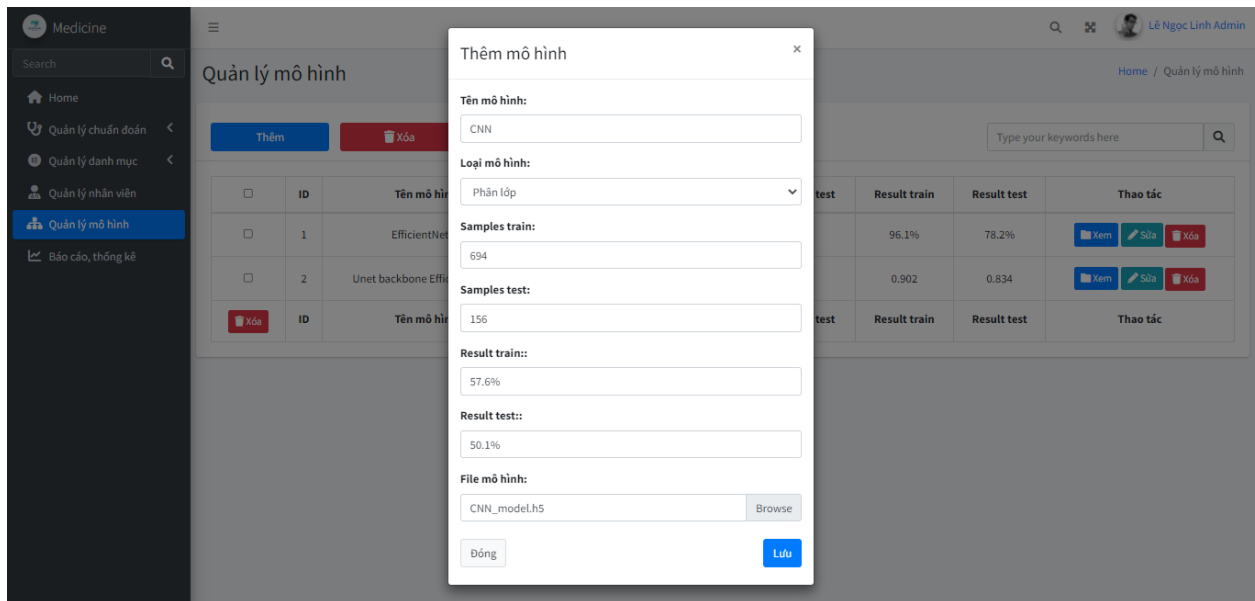 Medicine
Lê Ngọc Linh Admin
Search
Quản lý mô hình
Home / Quản lý mô hình
Home
Quản lý chuẩn đoán
Quản lý danh mục
Quản lý nhân viên
Quản lý mô hình
Báo cáo, thống kê
Thêm
Xóa
Type your keywords here
ID Tên mô hìn test Result train Result test Thao tác
1 EfficientNet 96.1% 78.2% Xem Sửa Xóa
2 Unet backbone Effic 0.902 0.834 Xem Sửa Xóa
Xóa ID Tên mô hìn test Result train Result test Thao tác
Thêm mô hình ×
Tên mô hình:
CNN
Loại mô hình:
Phân lớp
Samples train:
694
Samples test:
156
Result train::
57.6%
Result test::
50.1%
File mô hình:
CNN_model.h5 Browse
Đóng Lưu